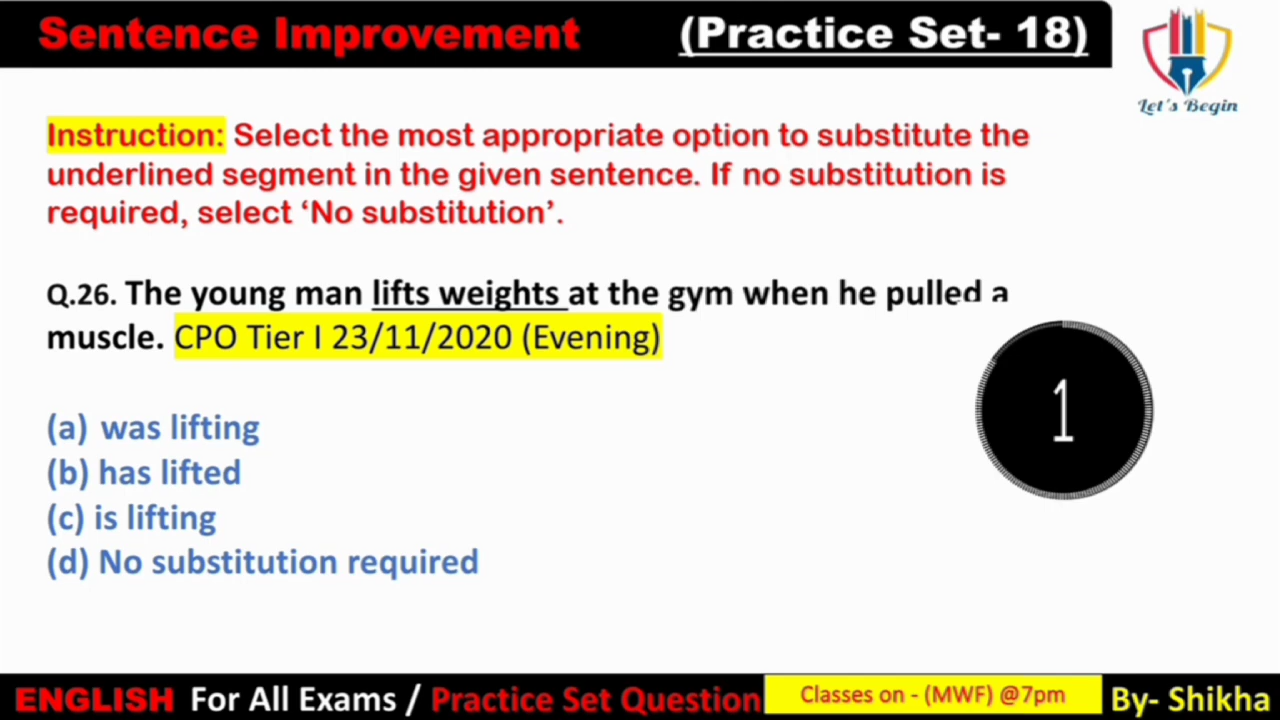 Sentence Improvement (Practice Set- 18)
Let's Begin
Instruction: Select the most appropriate option to substitute the
underlined segment in the given sentence. If no substitution is
required, select ‘No substitution’.
Q.26. The young man lifts weights at the gym when he pulled a
muscle. CPO Tier I 23/11/2020 (Evening)
1
(a) was lifting
(b) has lifted
(c) is lifting
(d) No substitution required
ENGLISH For All Exams / Practice Set Question Classes on - (MWF) @7pm By- Shikha